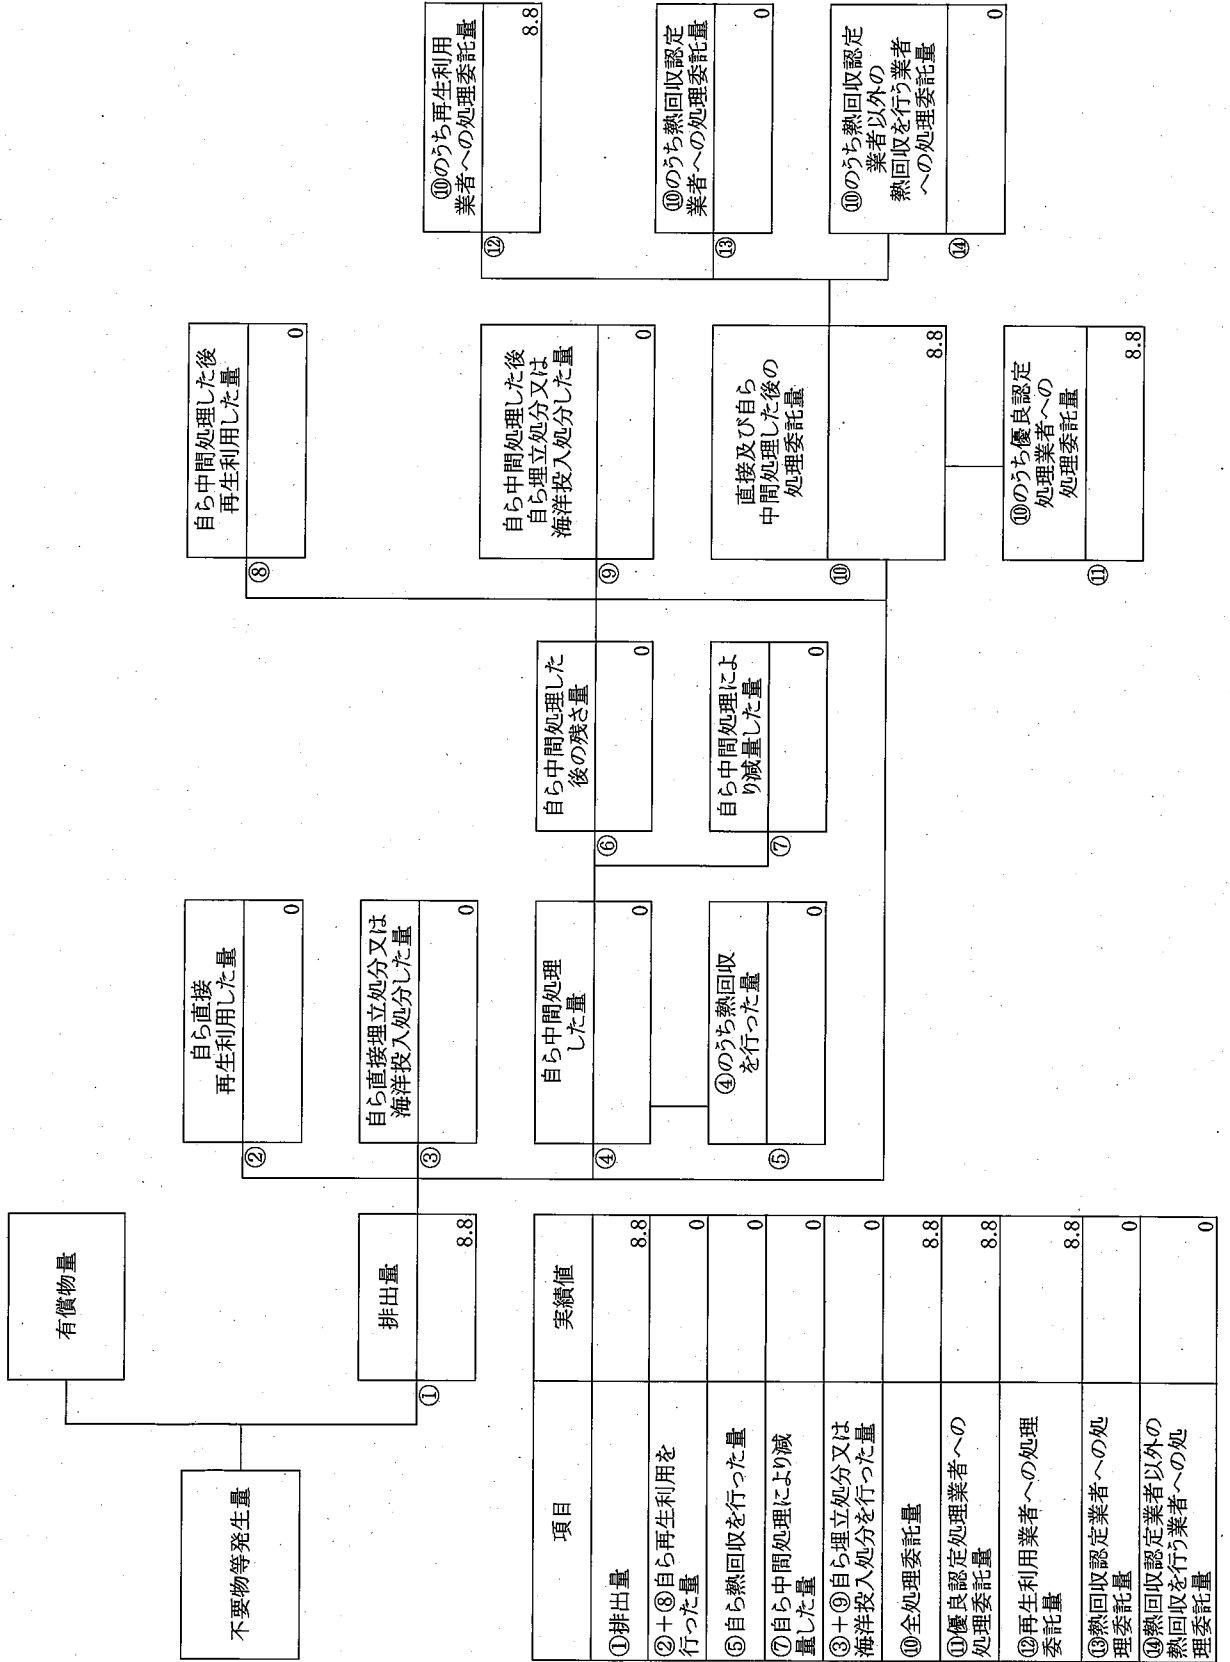 不要物等発生量
有償物量
排出量
①
8.8
自ら直接
再生利用した量
②
0
自ら直接埋立処分又は
海洋投入処分した量
③
0
自ら中間処理
した量
④
0
④のうち熱回収
を行った量
⑤
0
自ら中間処理した
後の残さ量
⑥
0
自ら中間処理によ
り減量した量
⑦
0
自ら中間処理した後
再生利用した量
⑧
0
自ら中間処理した後
自ら埋立処分又は
海洋投入処分した量
⑨
0
直接及び自ら
中間処理した後の
処理委託量
⑩
8.8
⑩のうち優良認定
処理業者への
処理委託量
⑪
8.8
⑩のうち再生利用
業者への処理委託量
⑫
8.8
⑩のうち熱回収認定
業者への処理委託量
⑬
0
⑩のうち熱回収認定
業者以外の
熱回収を行う業者
への処理委託量
⑭
0
項目 実績値
①排出量 8.8
②+⑧自ら再生利用を
行った量 0
⑤自ら熱回収を行った量 0
⑦自ら中間処理により減
量した量 0
③+⑨自ら埋立処分又は
海洋投入処分を行った量 0
⑩全処理委託量 8.8
⑪優良認定処理業者への
処理委託量 8.8
⑫再生利用業者への処理
委託量 8.8
⑬熱回収認定業者への処
理委託量 0
⑭熱回収認定業者以外の
熱回収を行う業者への処
理委託量 0